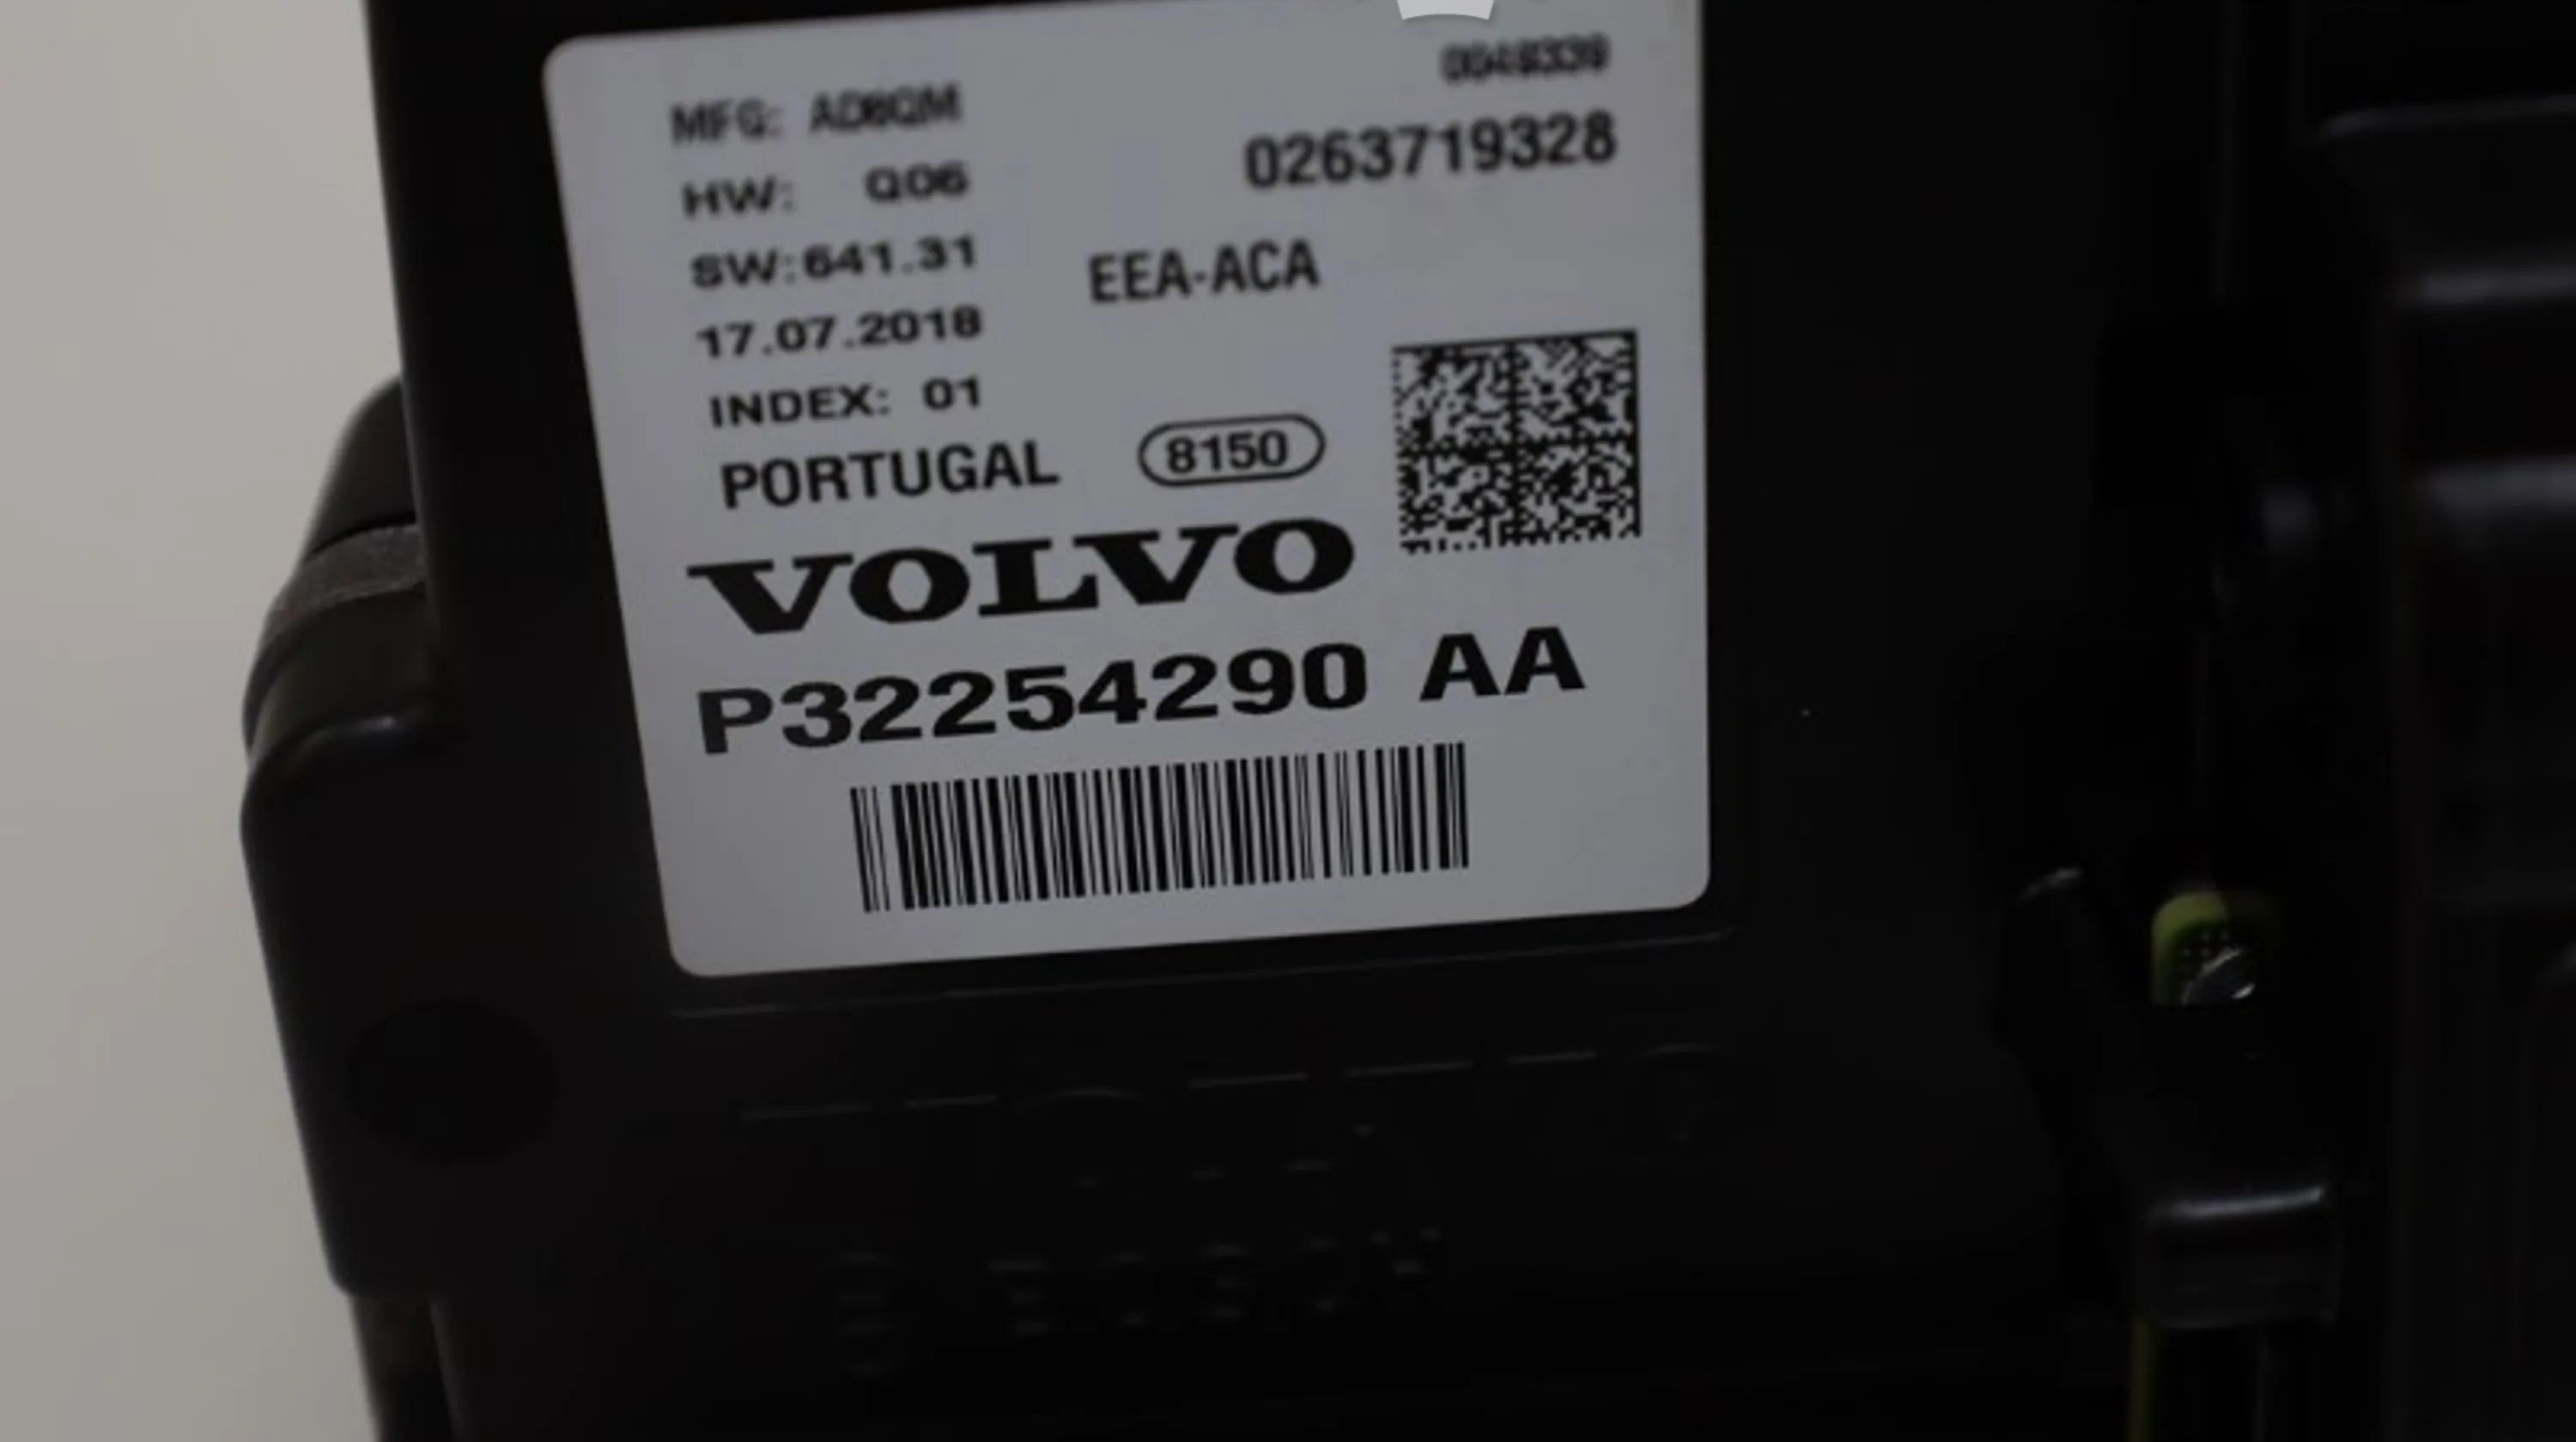 MFG: AD8QM
0263719328
HW: Q06
SW:641.31
EEA-ACA
17.07.2018
INDEX: 01
PORTUGAL
8150
VOLVO
P32254290 AA